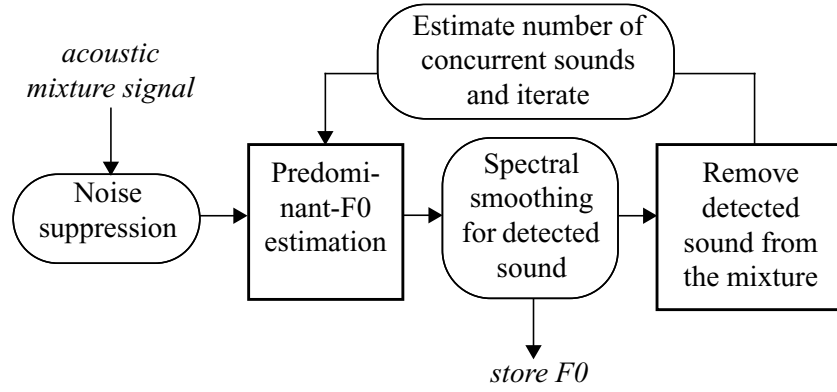 Estimate number of
concurrent sounds
and iterate
acoustic
mixture signal
Noise
suppression
Predomi-
nant-F0
estimation
Spectral
smoothing
for detected
sound
Remove
detected
sound from
the mixture
store F0